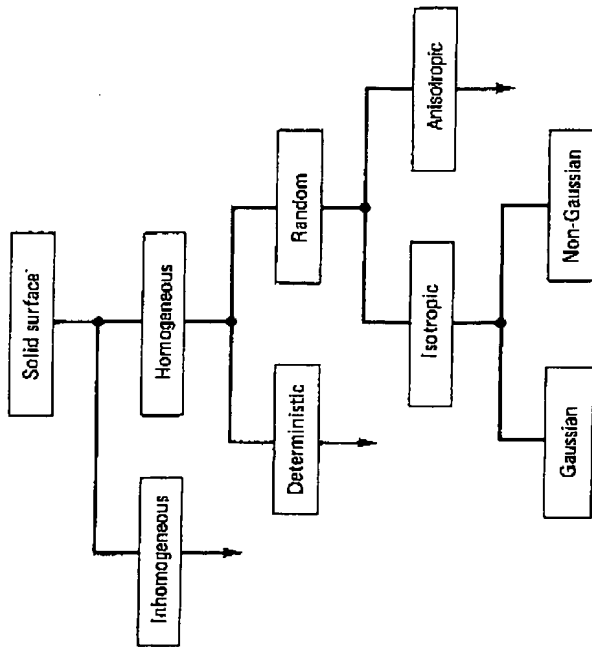 Solid surface
Inhomogeneous
Homogeneous
Deterministic
Random
Isotropic
Anisotropic
Gaussian
Non-Gaussian